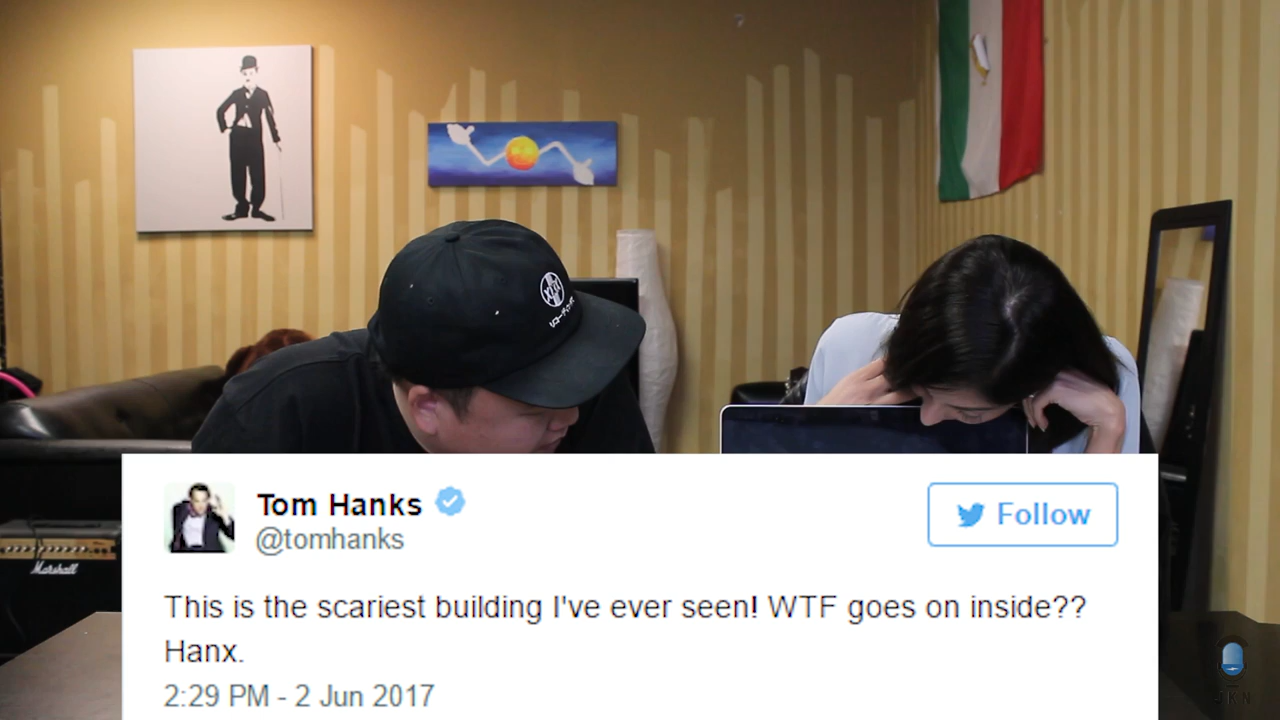 Tom Hanks
@tomhanks
Follow
This is the scariest building I've ever seen! WTF goes on inside??
Hanx.
2:29 PM - 2 Jun 2017
Marshall
JKN